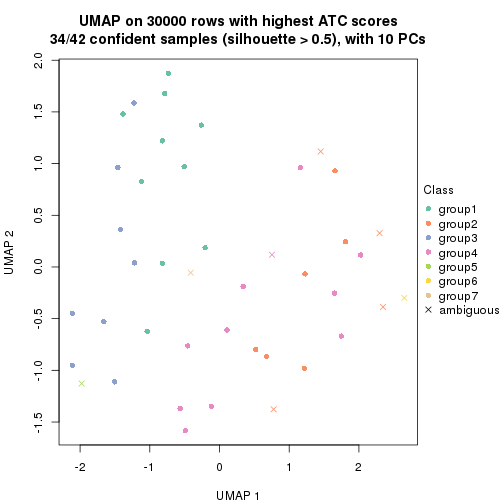 UMAP on 30000 rows with highest ATC scores
34/42 confident samples (silhouette > 0.5), with 10 PCs
2.0
1.5
1.0
0.5
0.0
-0.5
-1.0
-1.5
UMAP 2
-2
-1
0
1
2
UMAP 1
Class
group1
group2
group3
group4
group5
group6
group7
ambiguous